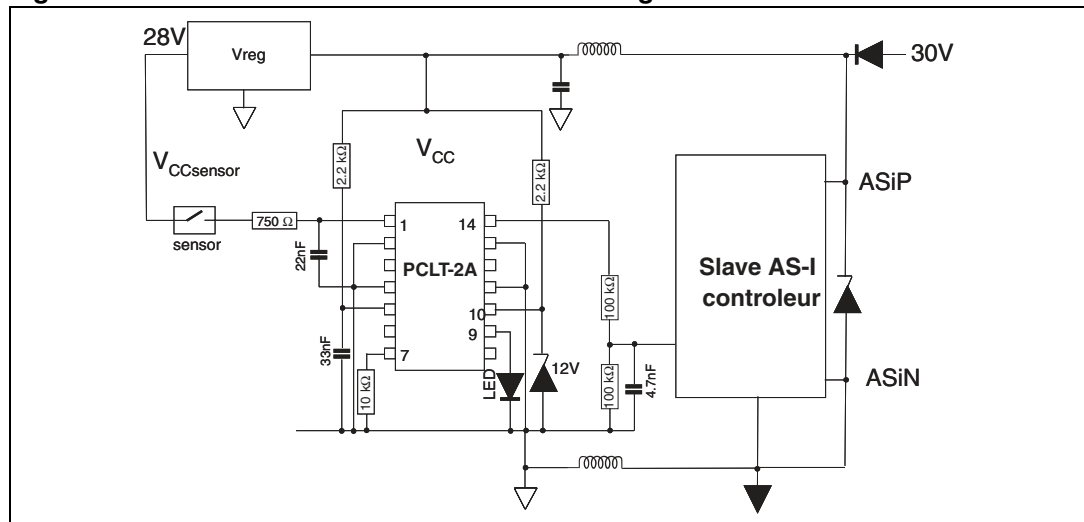 28V
Vreg
30V
VCCsensor
VCC
2.2 kΩ
2.2 kΩ
ASiP
750 Ω
1
14
sensor
22nF
PCLT-2A
Slave AS-I
controleur
100 kΩ
10
9
33nF
7
12V
10 kΩ
LED
100 kΩ
4.7nF
ASiN